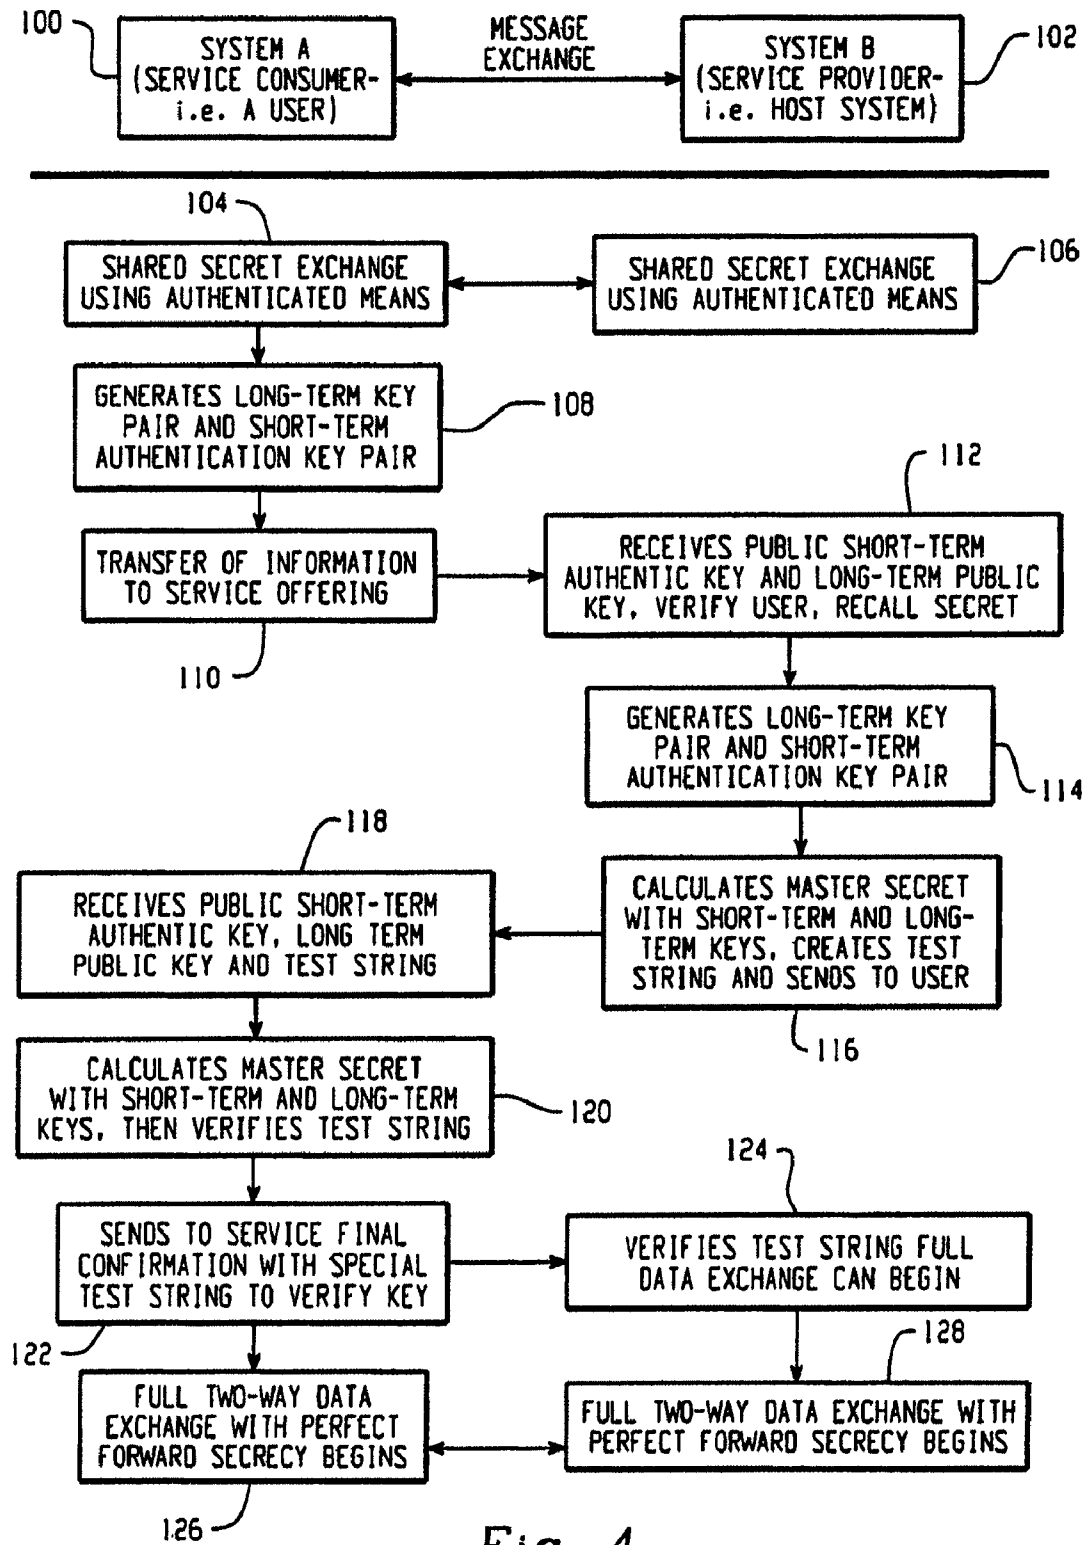 100
SYSTEM A
(SERVICE CONSUMER-
i.e. A USER)
MESSAGE
EXCHANGE
SYSTEM B
(SERVICE PROVIDER-
i.e. HOST SYSTEM)
102
104
SHARED SECRET EXCHANGE
USING AUTHENTICATED MEANS
SHARED SECRET EXCHANGE
USING AUTHENTICATED MEANS
106
GENERATES LONG-TERM KEY
PAIR AND SHORT-TERM
AUTHENTICATION KEY PAIR
108
TRANSFER OF INFORMATION
TO SERVICE OFFERING
110
112
RECEIVES PUBLIC SHORT-TERM
AUTHENTIC KEY AND LONG-TERM PUBLIC
KEY, VERIFY USER, RECALL SECRET
GENERATES LONG-TERM KEY
PAIR AND SHORT-TERM
AUTHENTICATION KEY PAIR
114
CALCULATES MASTER SECRET
WITH SHORT-TERM AND LONG-
TERM KEYS, CREATES TEST
STRING AND SENDS TO USER
116
118
RECEIVES PUBLIC SHORT-TERM
AUTHENTIC KEY, LONG TERM
PUBLIC KEY AND TEST STRING
CALCULATES MASTER SECRET
WITH SHORT-TERM AND LONG-TERM
KEYS, THEN VERIFIES TEST STRING
120
SENDS TO SERVICE FINAL
CONFIRMATION WITH SPECIAL
TEST STRING TO VERIFY KEY
122
124
VERIFIES TEST STRING FULL
DATA EXCHANGE CAN BEGIN
FULL TWO-WAY DATA
EXCHANGE WITH PERFECT
FORWARD SECRECY BEGINS
126
128
FULL TWO-WAY DATA EXCHANGE WITH
PERFECT FORWARD SECRECY BEGINS
Fig. 4